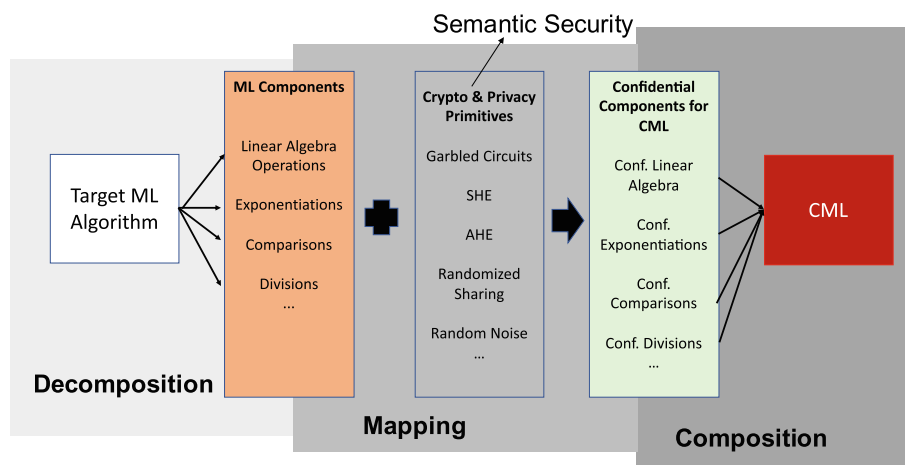 Semantic Security
Target ML
Algorithm
ML Components
Linear Algebra
Operations
Exponentiations
Comparisons
Divisions
...
Crypto & Privacy
Primitives
Garbled Circuits
SHE
AHE
Randomized
Sharing
Random Noise
...
Confidential
Components for
CML
Conf. Linear
Algebra
Conf.
Exponentiations
Conf.
Comparisons
Conf. Divisions
...
CML
Decomposition
Mapping
Composition